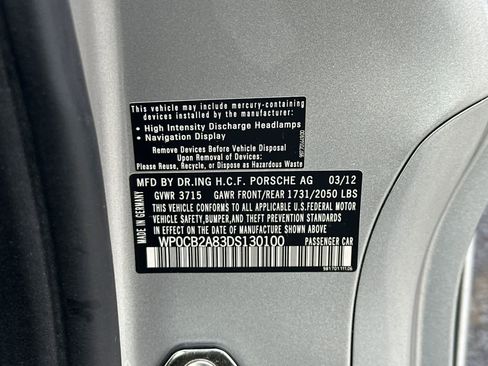 This vehicle may include mercury-containing
devices installed by the manufacturer:
• High Intensity Discharge Headlamps
• Navigation Display
Remove Devices Before Vehicle Disposal
Upon Removal of Devices:
Please Reuse, Recycle, or Dispose as Hazardous Waste
MADE IN GERMANY
MFD BY DR.ING H.C.F. PORSCHE AG 03/12
GVWR 3715 GAWR FRONT/REAR 1731/2050 LBS
THIS VEHICLE CONFORMS TO ALL APPLICABLE U.S.FEDERAL MOTOR
VEHICLE SAFETY,BUMPER,AND THEFT PREVENTION STANDARDS
IN EFFECT ON THE DATE OF MANUFACTURE SHOWN ABOVE.
WP0CB2A83DS130100 PASSENGER CAR
981.701.111.06